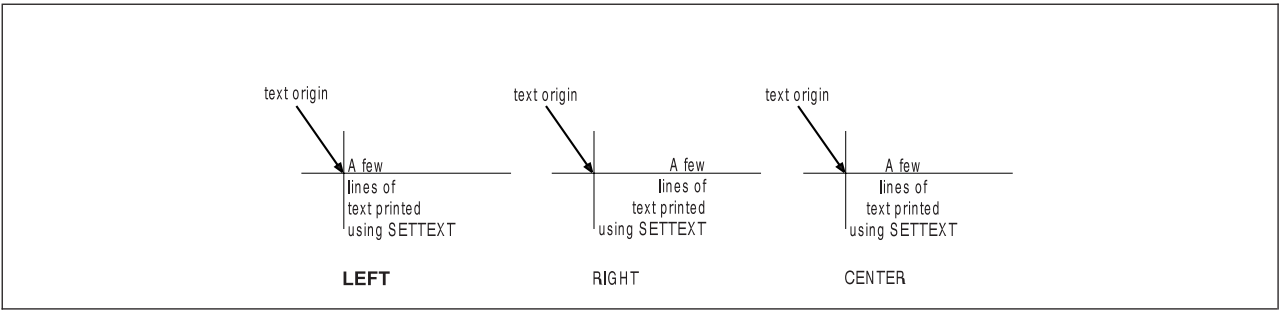 text origin
A few
lines of
text printed
using SETTEXT
LEFT
text origin
A few
lines of
text printed
using SETTEXT
RIGHT
text origin
A few
lines of
text printed
using SETTEXT
CENTER